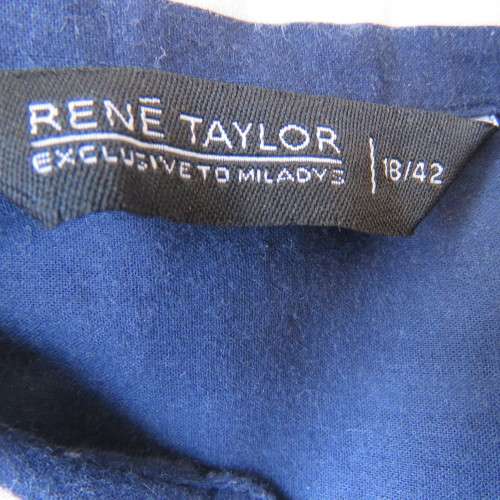 RENÉ TAYLOR
EXCLUSIVE TO MILADYS
18/42